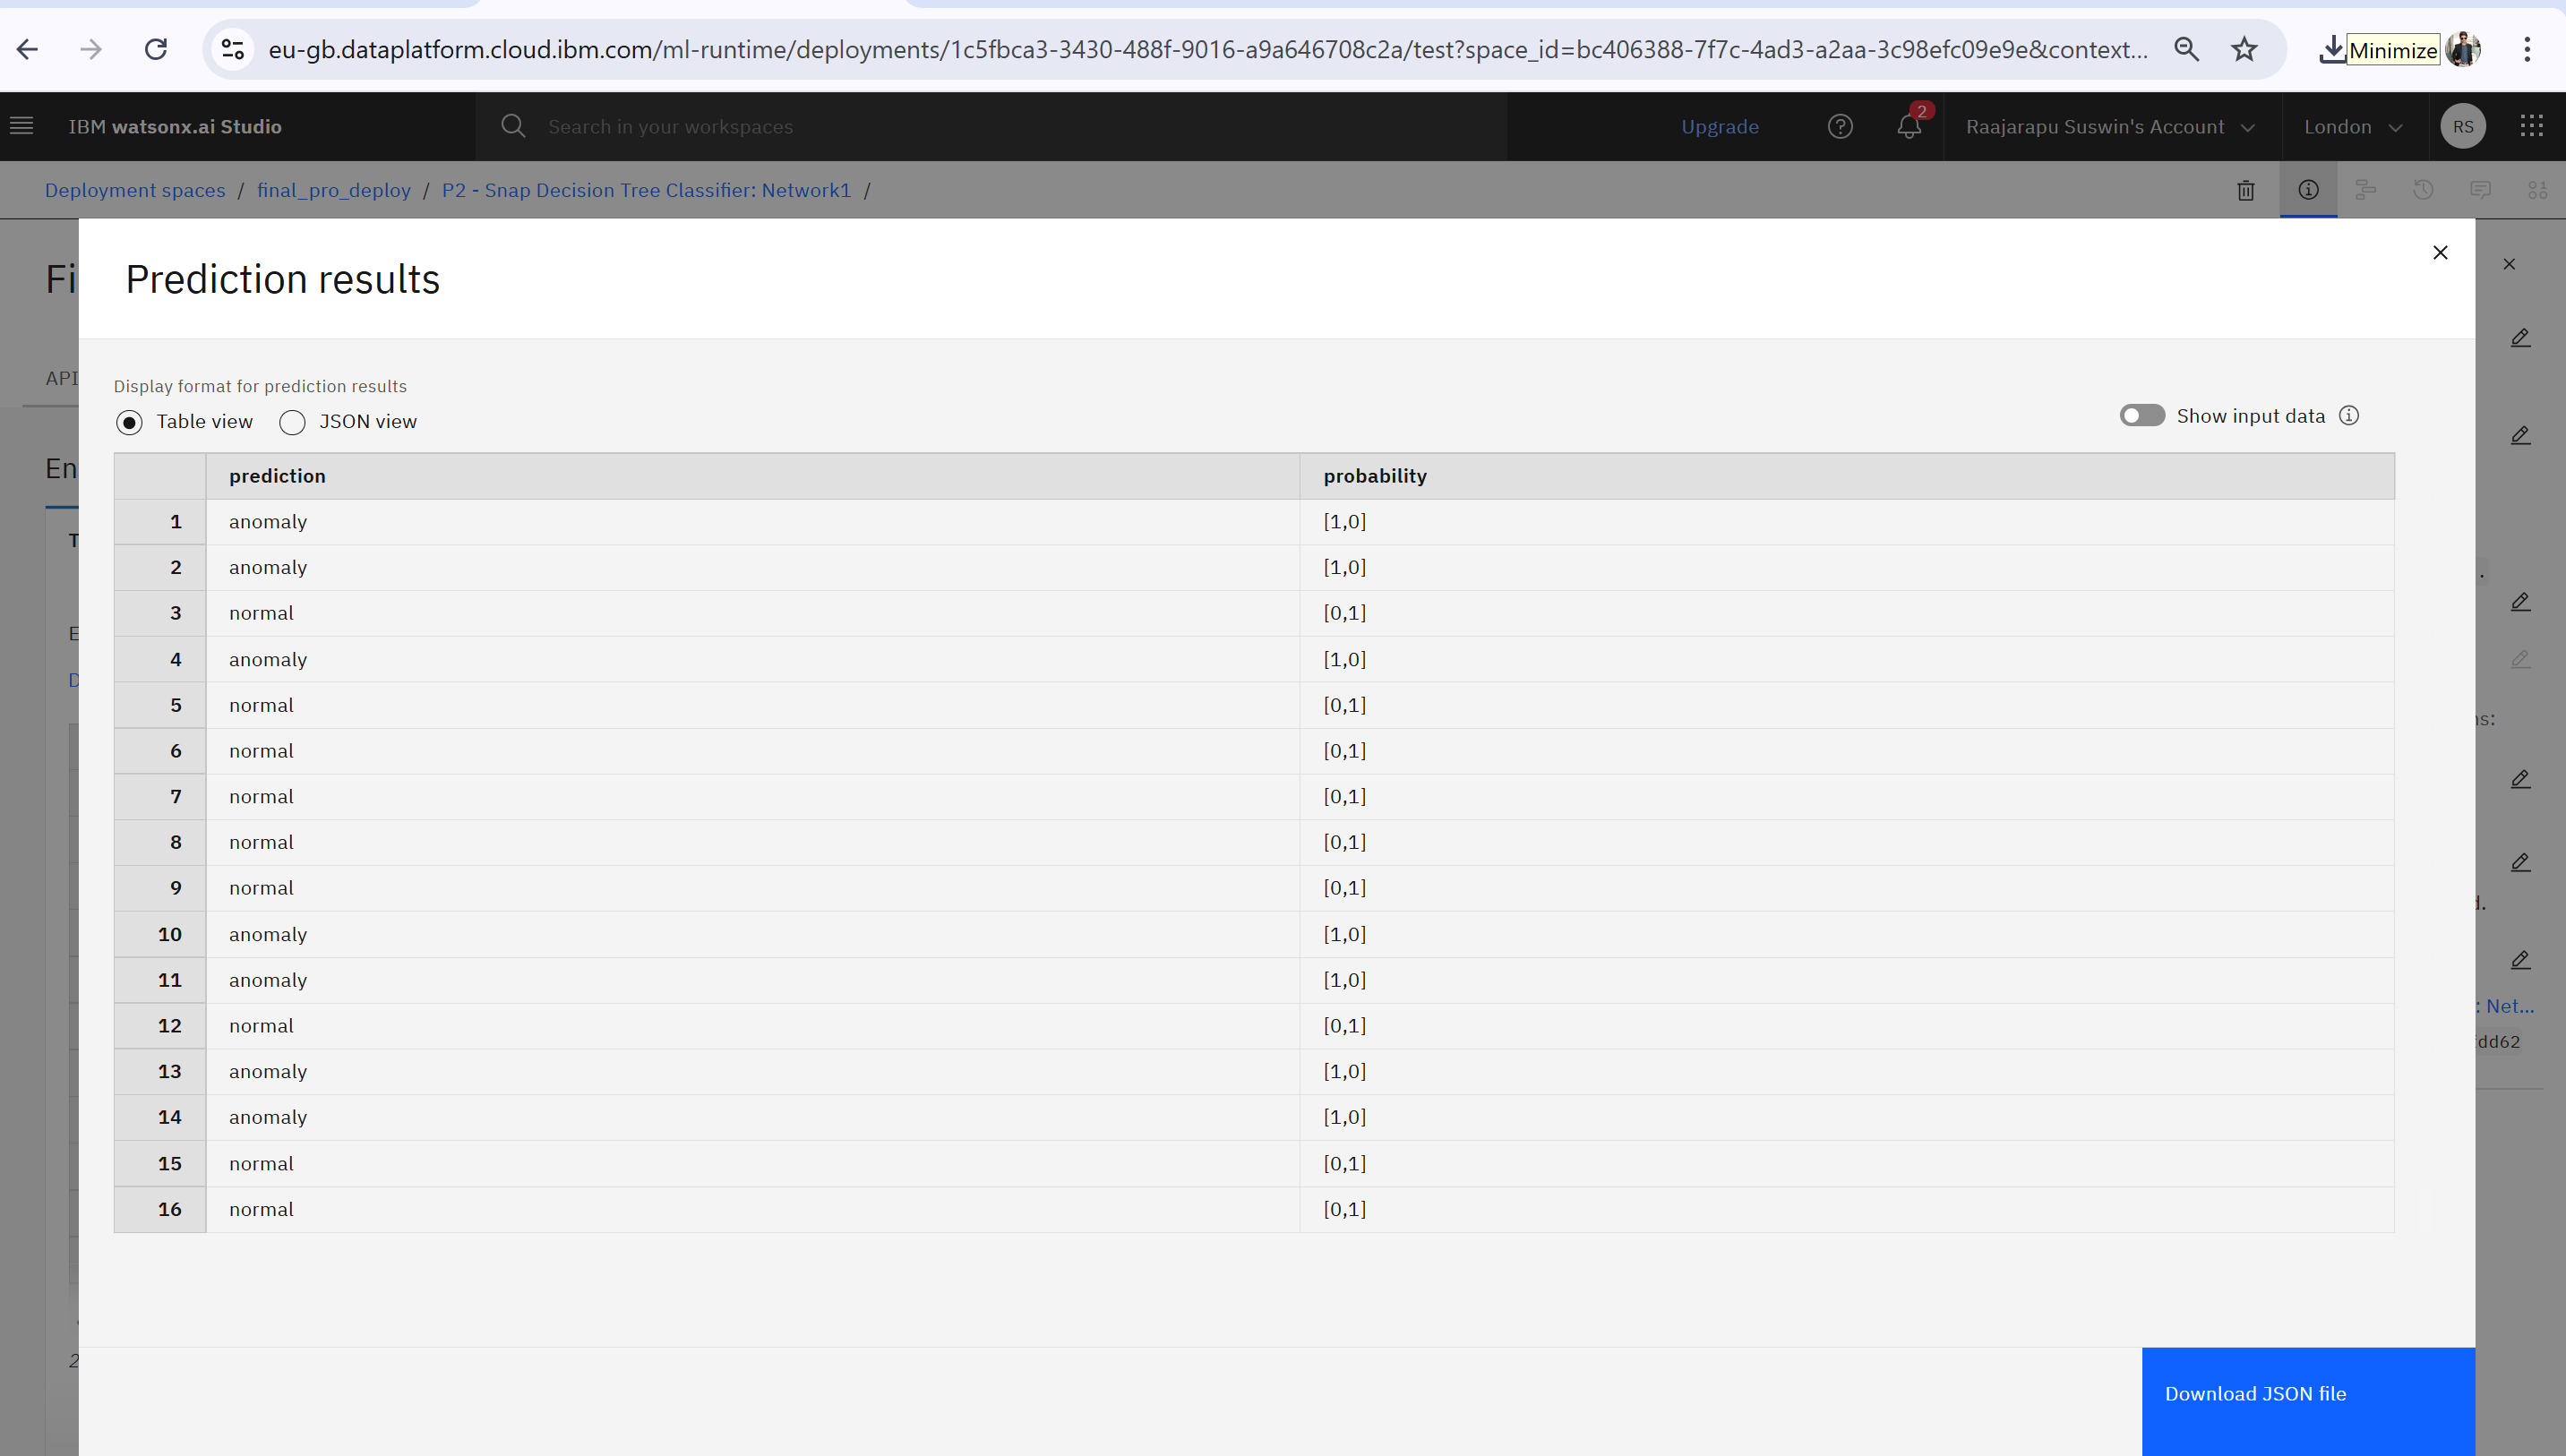 eu-gb.dataplatform.cloud.ibm.com/ml-runtime/deployments/1c5fbca3-3430-488f-9016-a9a646708c2a/test?space_id=bc406388-7f7c-4ad3-a2aa-3c98efc09e9e&context...
Minimize
IBM watsonx.ai Studio
Search in your workspaces
Upgrade
2
Raajarapu Suswin's Account
London
RS
Deployment spaces / final_pro_deploy / P2 - Snap Decision Tree Classifier: Network1 /
Fi
Prediction results
API
Display format for prediction results
Table view JSON view
Show input data
En
prediction probability
1 anomaly [1,0]
2 anomaly [1,0]
3 normal [0,1]
4 anomaly [1,0]
5 normal [0,1]
6 normal [0,1]
7 normal [0,1]
8 normal [0,1]
9 normal [0,1]
10 anomaly [1,0]
11 anomaly [1,0]
12 normal [0,1]
13 anomaly [1,0]
14 anomaly [1,0]
15 normal [0,1]
16 normal [0,1]
: Net...
dd62
Download JSON file